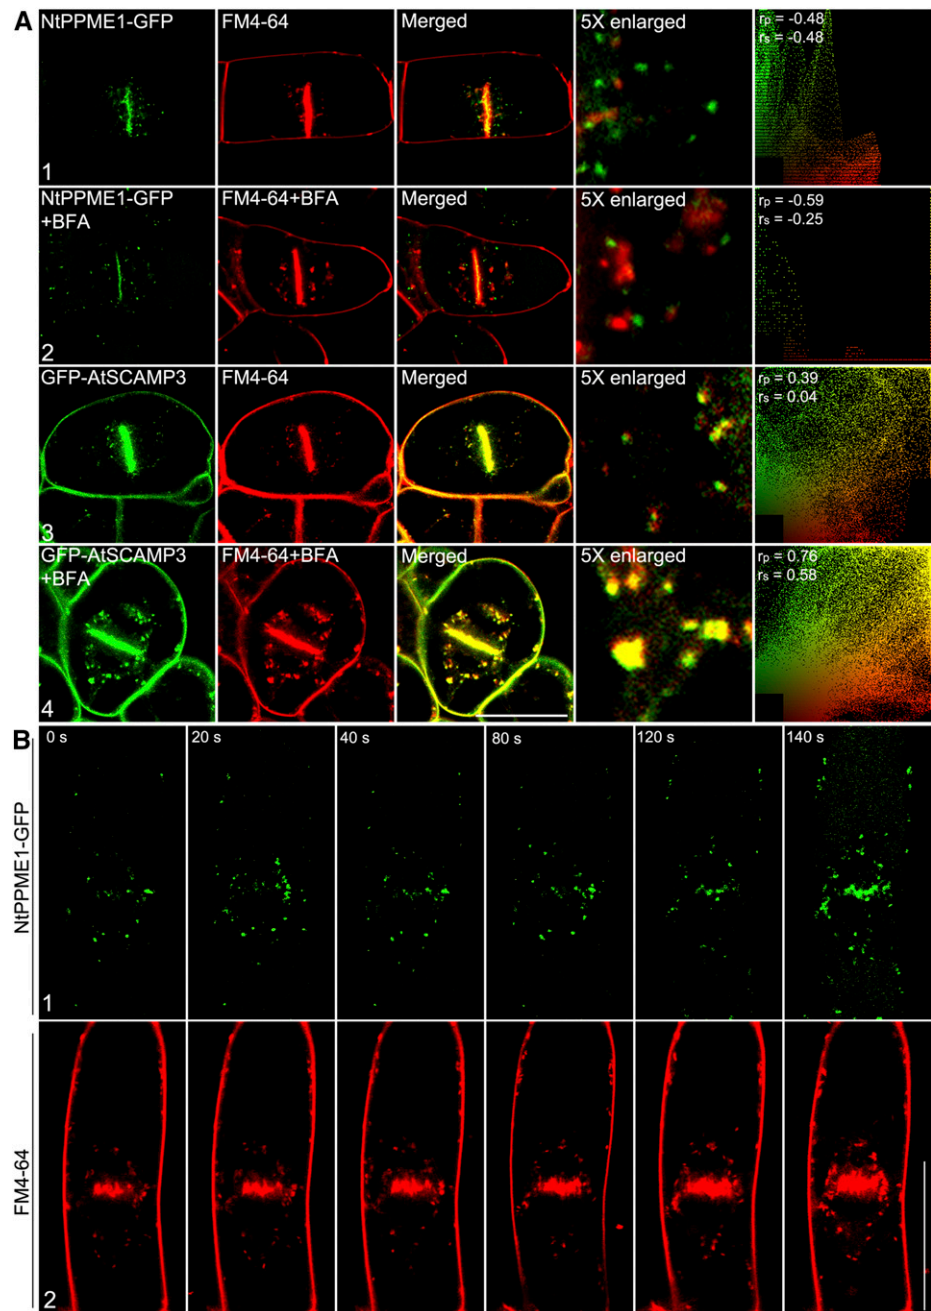 A
NtPPME1-GFP
FM4-64
Merged
5X enlarged
rp = -0.48
rs = -0.48
1
NtPPME1-GFP
+BFA
FM4-64+BFA
Merged
5X enlarged
rp = -0.59
rs = -0.25
2
GFP-AtSCAMP3
FM4-64
Merged
5X enlarged
rp = 0.39
rs = 0.04
3
GFP-AtSCAMP3
+BFA
FM4-64+BFA
Merged
5X enlarged
rp = 0.76
rs = 0.58
4
B
0 s
20 s
40 s
80 s
120 s
140 s
NtPPME1-GFP
1
FM4-64
2